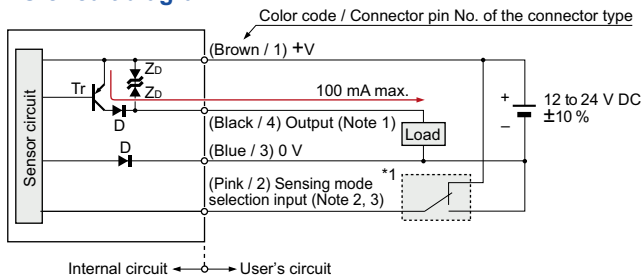 Color code / Connector pin No. of the connector type
(Brown / 1) +V
Tr
ZD
ZD
100 mA max.
+
–
12 to 24 V DC
±10 %
D
(Black / 4) Output (Note 1)
Load
Sensor circuit
D
(Blue / 3) 0 V
*1
(Pink / 2) Sensing mode
selection input (Note 2, 3)
Internal circuit
User's circuit